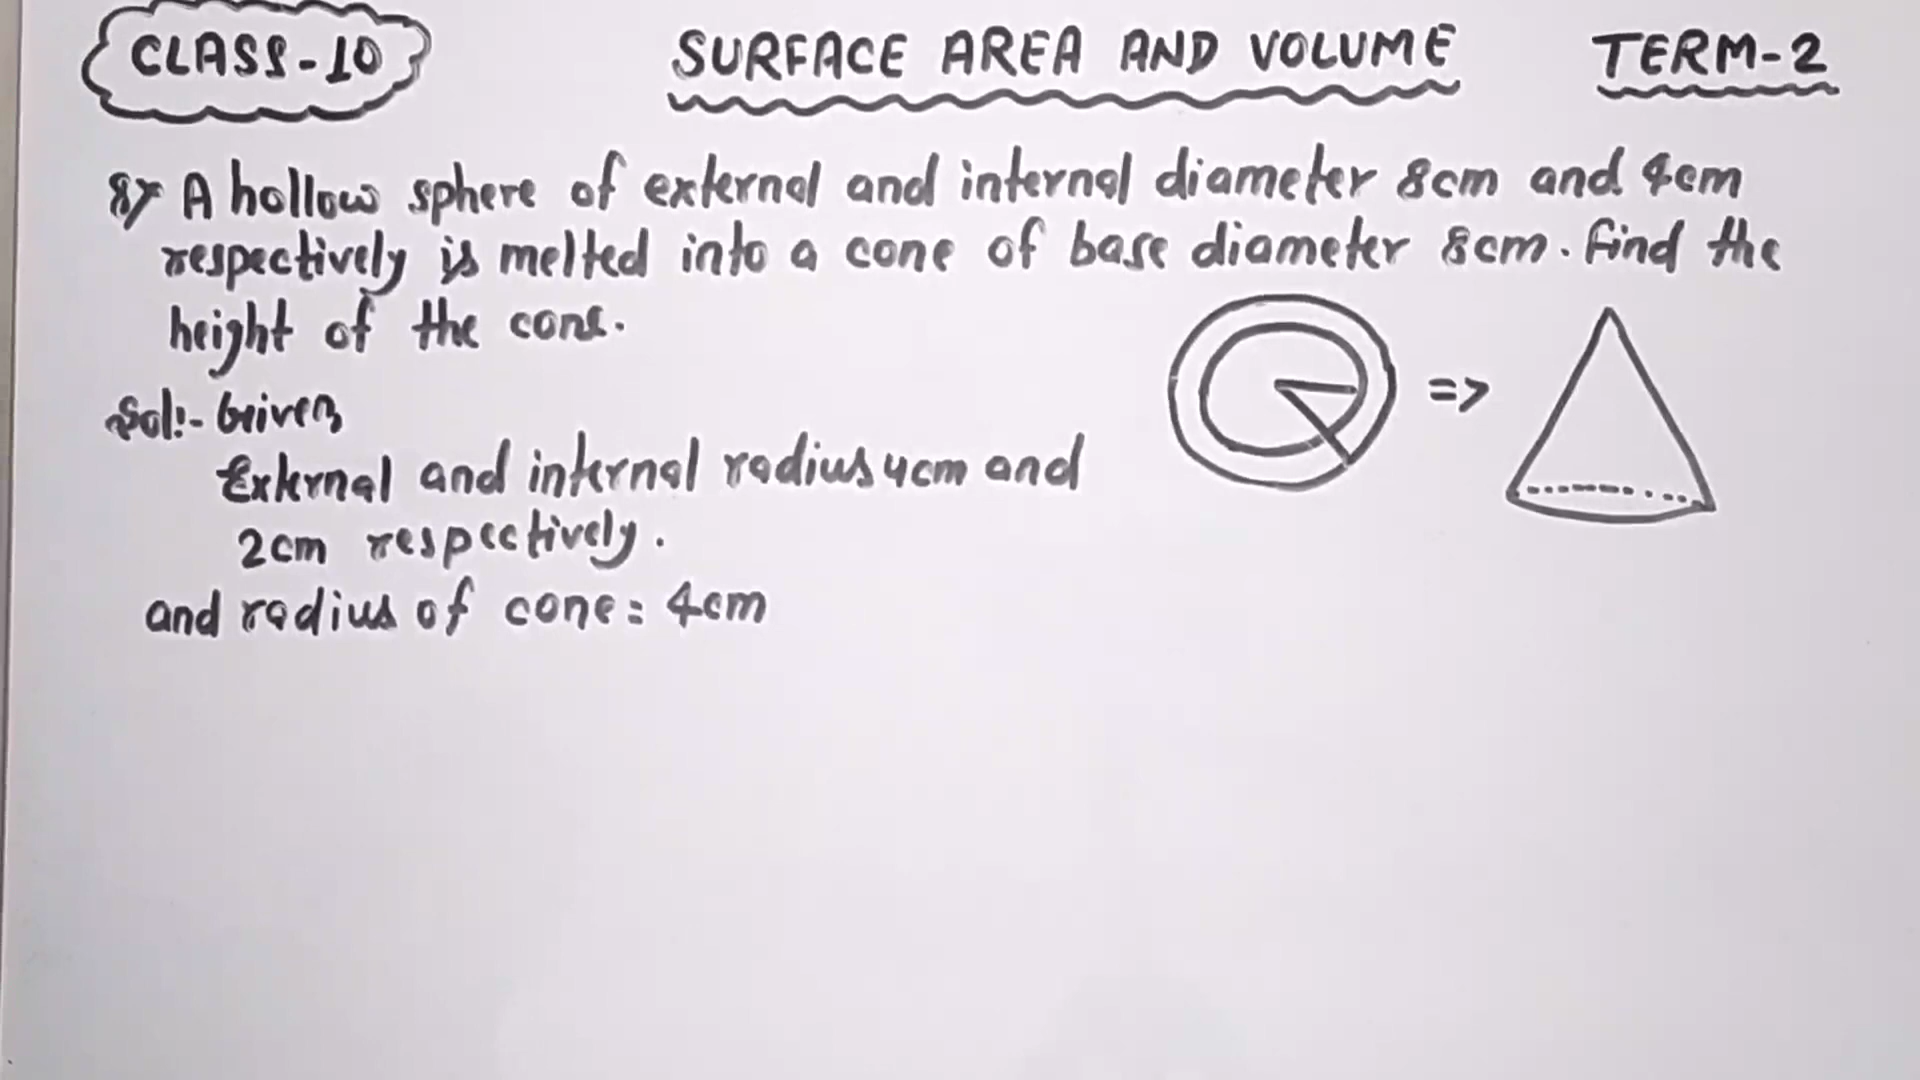 CLASS-10
SURFACE AREA AND VOLUME
TERM-2
8) A hollow sphere of external and internal diameter 8cm and 4cm
respectively is melted into a cone of base diameter 8cm. Find the
height of the cone.
Sol:- Given
External and internal radius 4cm and
2cm respectively.
and radius of cone = 4cm
=>